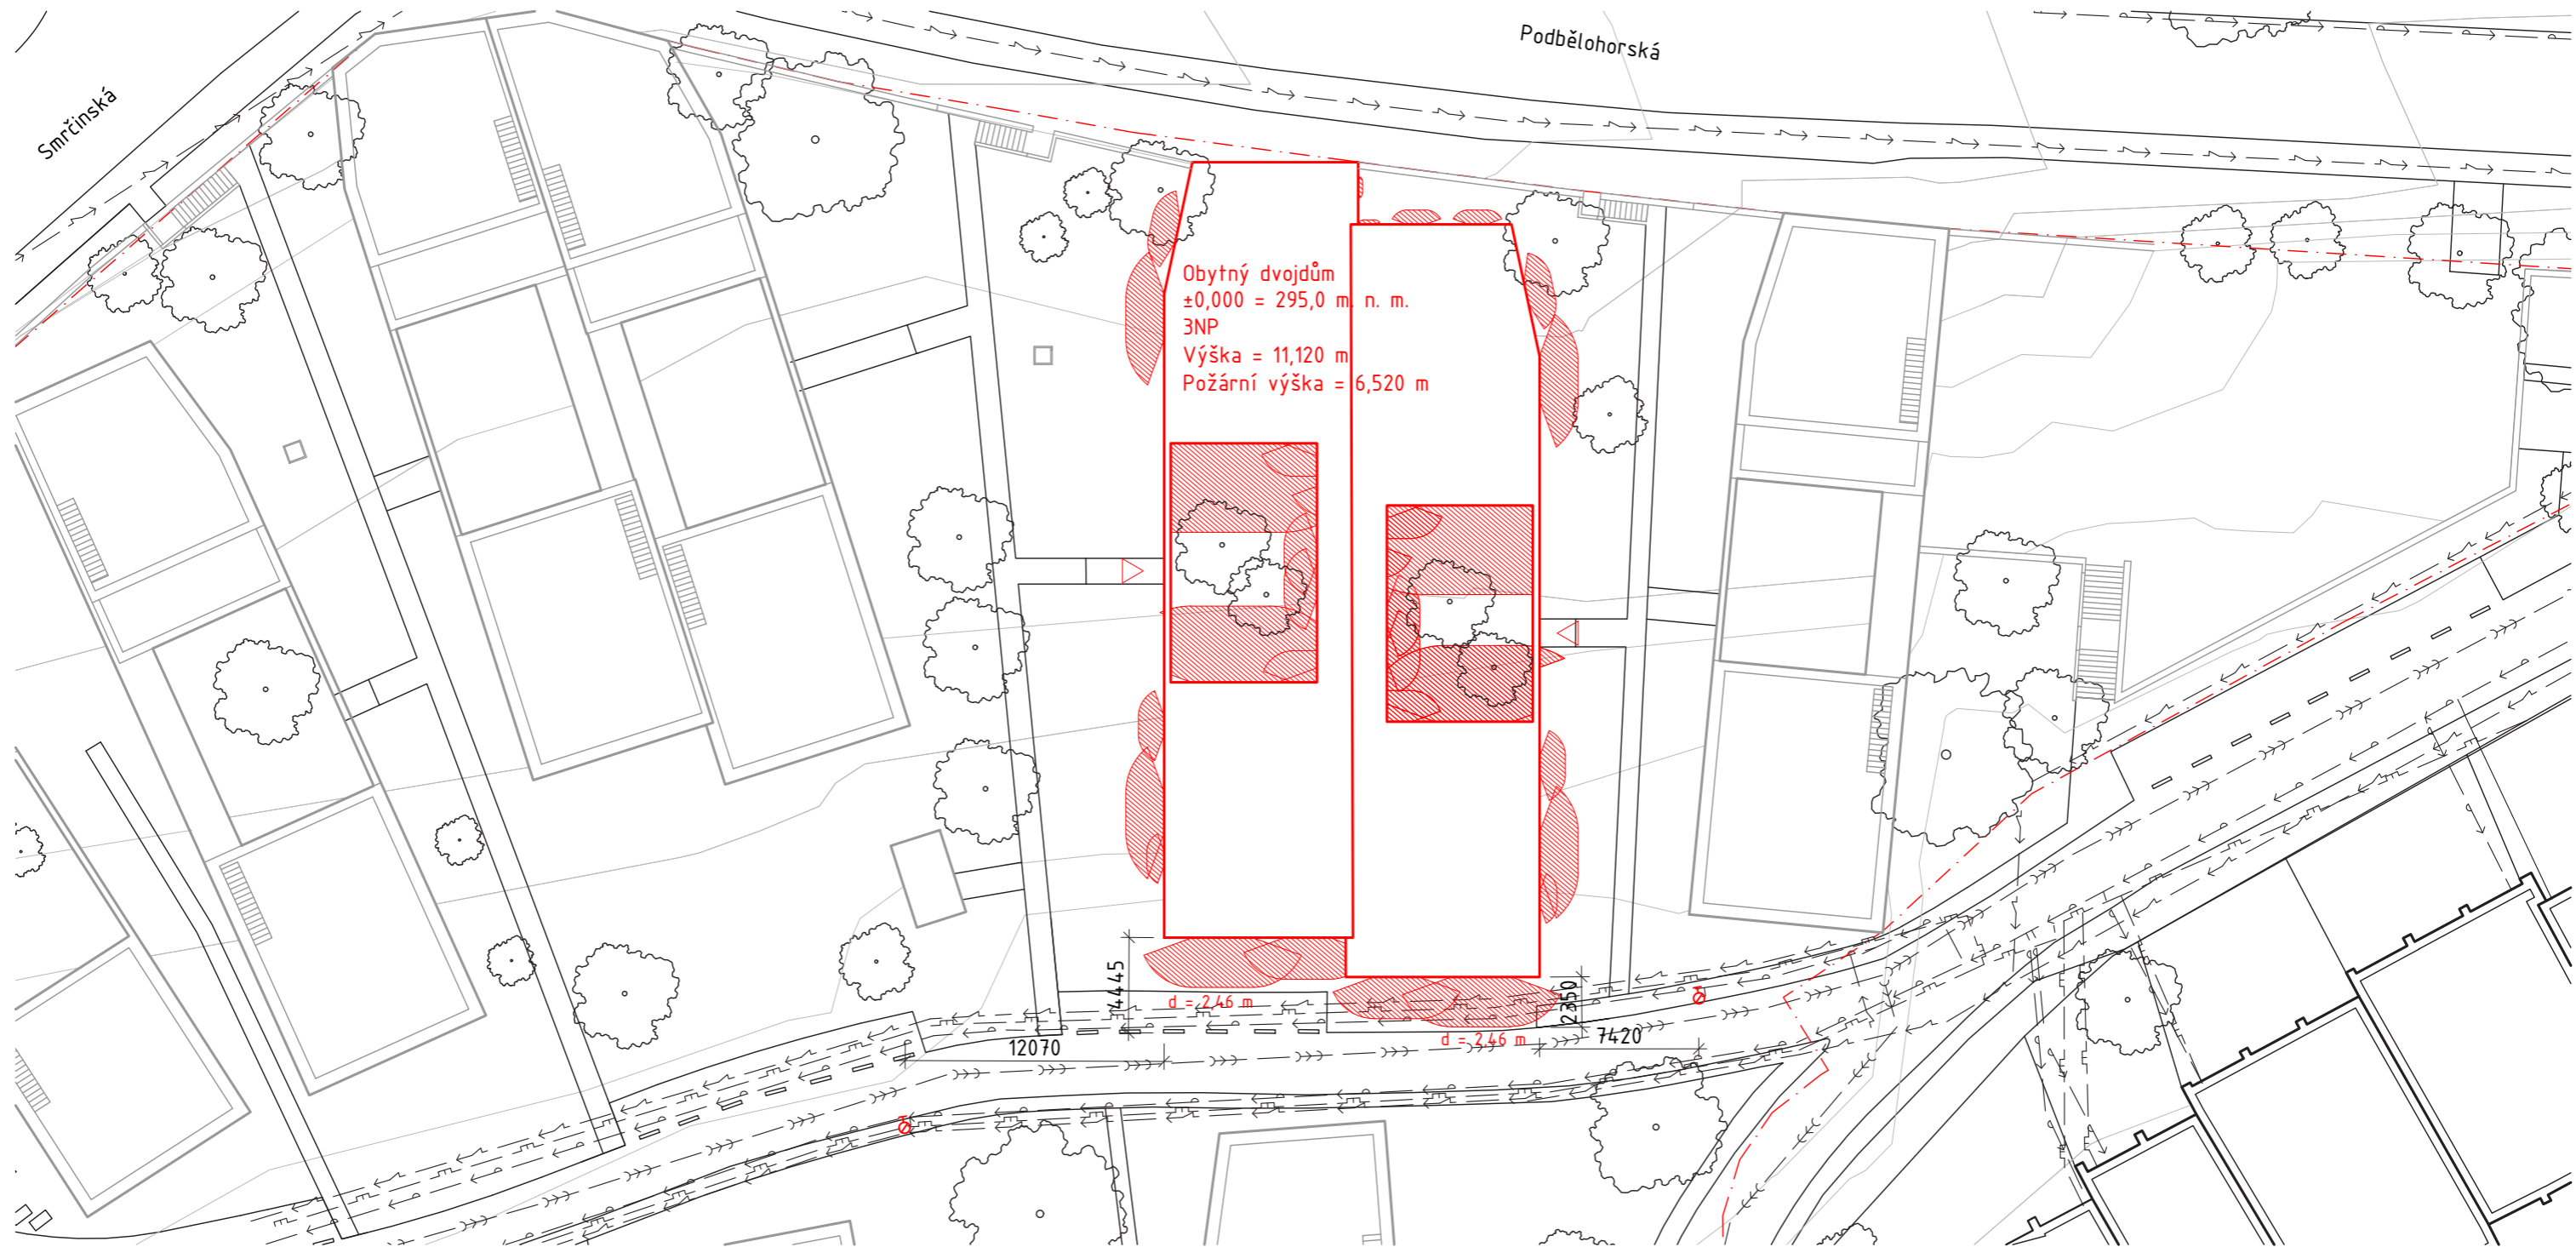 Podbělohorská
Smrčinská
Obytný dvojdům
±0,000 = 295,0 m. n. m.
3NP
Výška = 11,120 m
Požární výška = 6,520 m
4445
d = 2,46 m
2350
12070
d = 2,46 m
7420